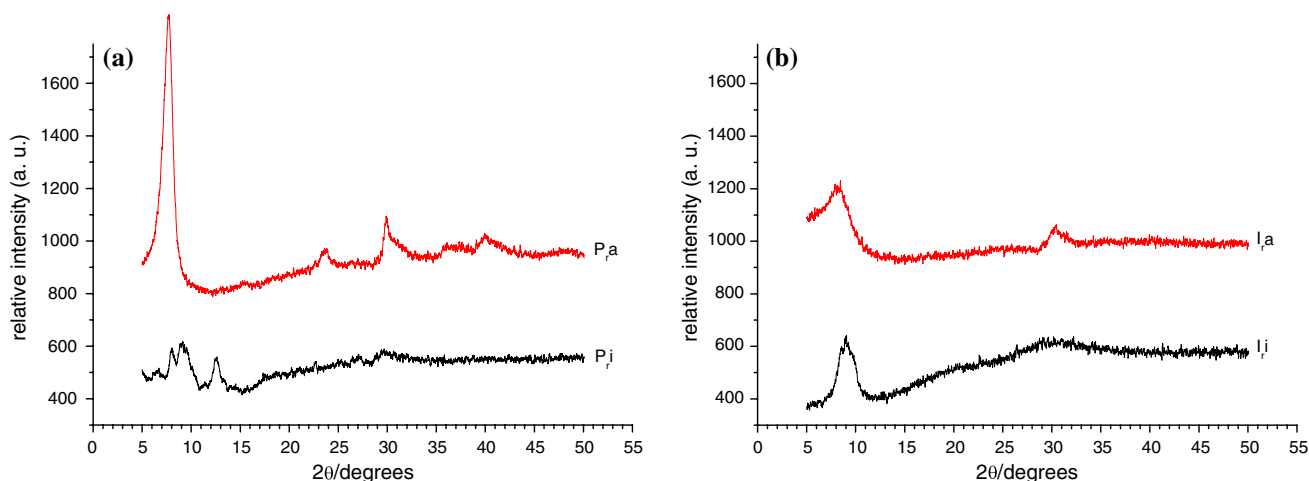 (a)
relative intensity (a. u.)
1600
1400
1200
1000
800
600
400
0 5 10 15 20 25 30 35 40 45 50 55
2θ/degrees
Pᵣa
Pᵣi
(b)
relative intensity (a. u.)
1600
1400
1200
1000
800
600
400
0 5 10 15 20 25 30 35 40 45 50 55
2θ/degrees
Iᵣa
Iᵣi